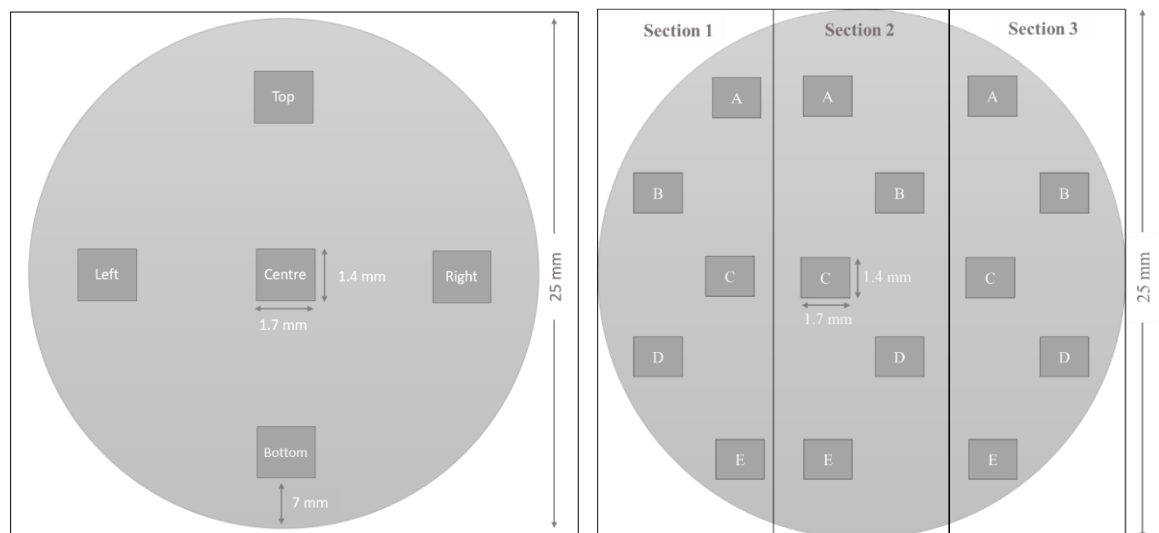 Top
Left
Centre
Right
1.4 mm
1.7 mm
Bottom
7 mm
25 mm
Section 1
Section 2
Section 3
A
A
A
B
B
B
C
C
C
1.4 mm
1.7 mm
D
D
D
E
E
E
25 mm